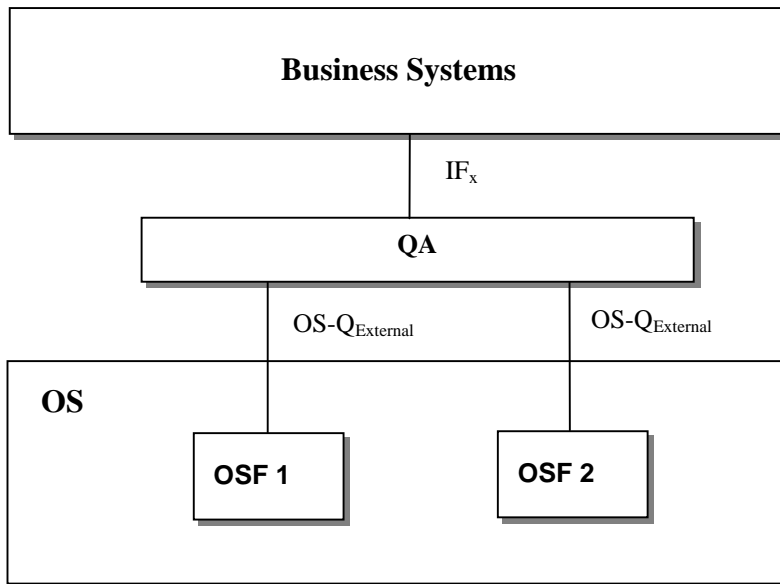 Business Systems
IFx
QA
OS-QExternal
OS-QExternal
OS
OSF 1
OSF 2